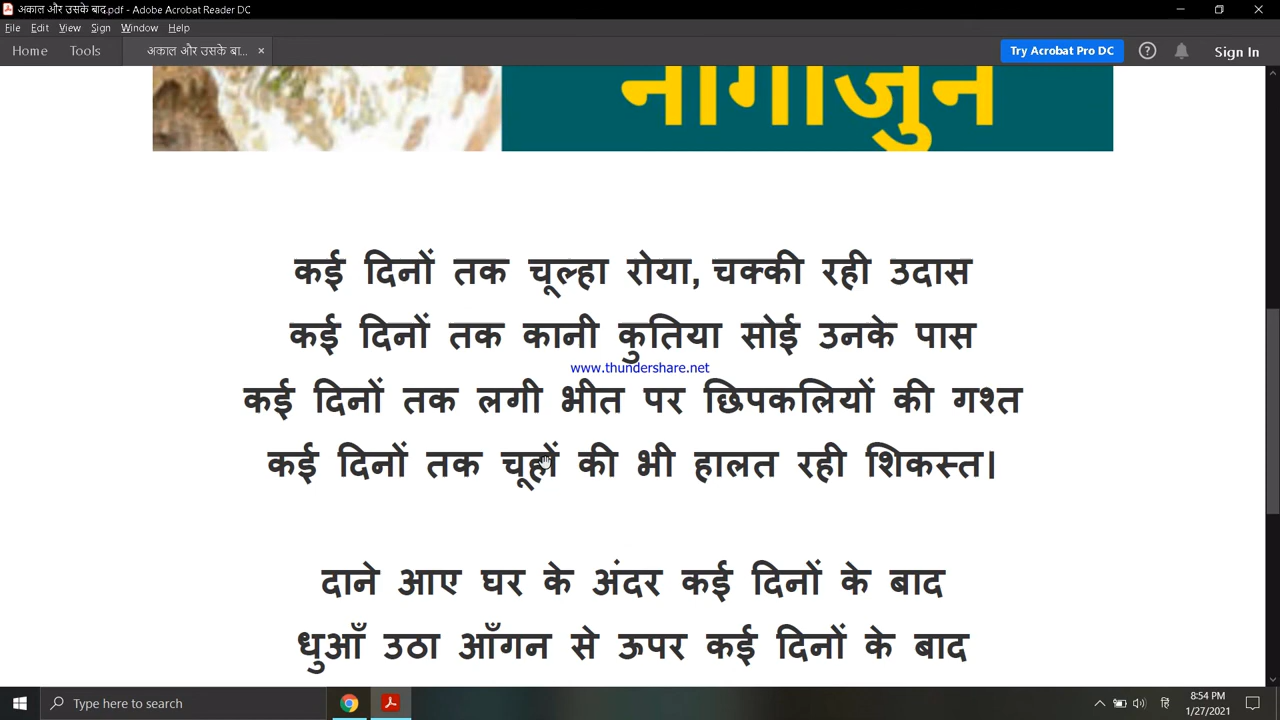 अकाल और उसके बाद.pdf - Adobe Acrobat Reader DC
File Edit View Sign Window Help
Home Tools अकाल और उसके बा... × Try Acrobat Pro DC Sign In
नागार्जुन
कई दिनों तक चूल्हा रोया, चक्की रही उदास
कई दिनों तक कानी कुतिया सोई उनके पास
www.thundershare.net
कई दिनों तक लगी भीत पर छिपकलियों की गश्त
कई दिनों तक चूहों की भी हालत रही शिकस्त।
दाने आए घर के अंदर कई दिनों के बाद
धुआँ उठा आँगन से ऊपर कई दिनों के बाद
Type here to search
हि
8:54 PM
1/27/2021